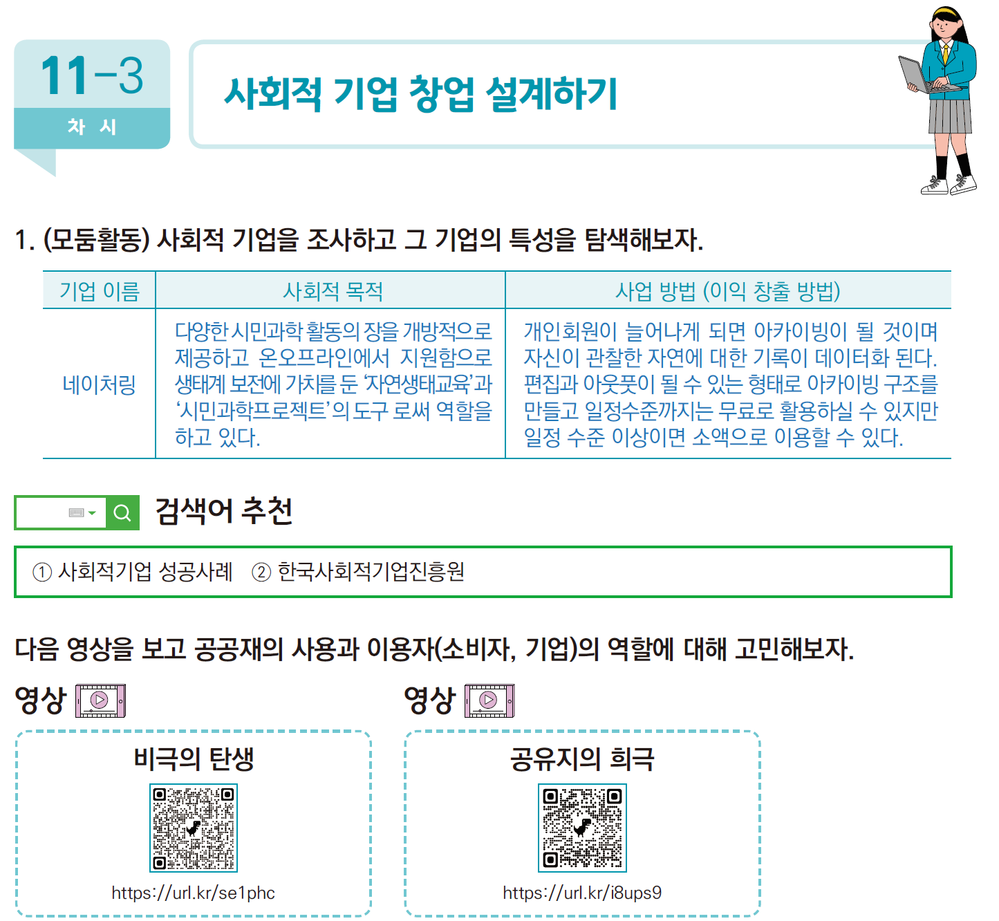 11-3
차 시
사회적 기업 창업 설계하기
1. (모둠활동) 사회적 기업을 조사하고 그 기업의 특성을 탐색해보자.
기업 이름
사회적 목적
사업 방법 (이익 창출 방법)
네이처링
다양한 시민과학 활동의 장을 개방적으로
제공하고 온오프라인에서 지원함으로
생태계 보전에 가치를 둔 ‘자연생태교육’과
‘시민과학프로젝트’의 도구 로써 역할을
하고 있다.
개인회원이 늘어나게 되면 아카이빙이 될 것이며
자신이 관찰한 자연에 대한 기록이 데이터화 된다.
편집과 아웃풋이 될 수 있는 형태로 아카이빙 구조를
만들고 일정수준까지는 무료로 활용하실 수 있지만
일정 수준 이상이면 소액으로 이용할 수 있다.
검색어 추천
① 사회적기업 성공사례 ② 한국사회적기업진흥원
다음 영상을 보고 공공재의 사용과 이용자(소비자, 기업)의 역할에 대해 고민해보자.
영상
비극의 탄생
https://url.kr/se1phc
영상
공유지의 희극
https://url.kr/i8ups9